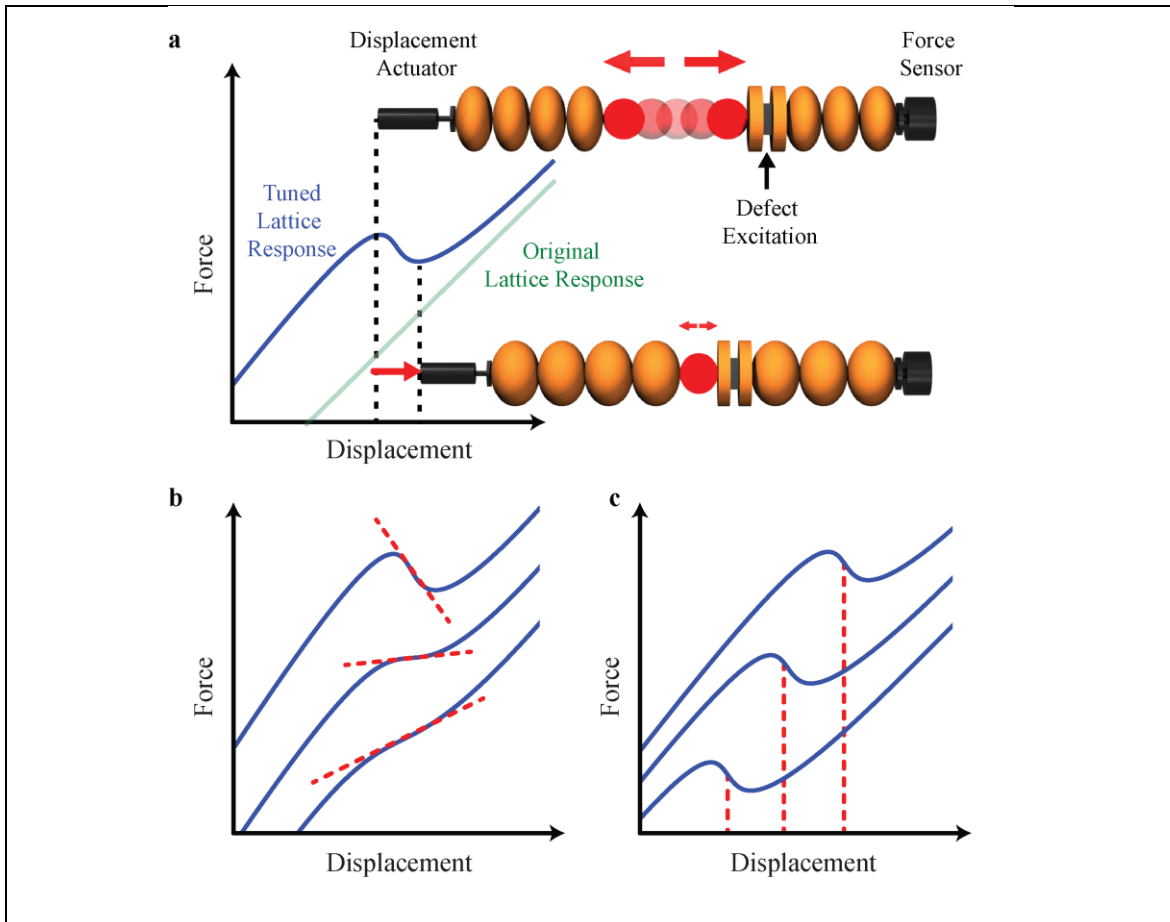 a
Displacement
Actuator
Force
Sensor
Tuned
Lattice
Response
Defect
Excitation
Original
Lattice Response
Force
Displacement
b
c
Force
Displacement
Force
Displacement